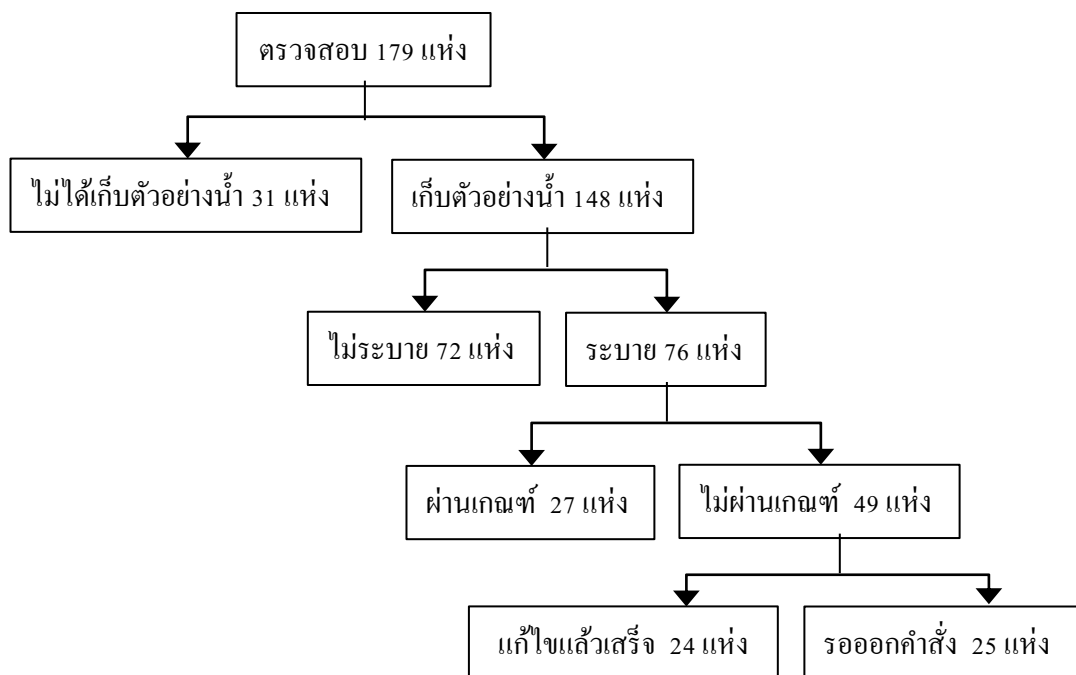 ตรวจสอบ 179 แห่ง
ไม่ได้เก็บตัวอย่างน้ำ 31 แห่ง
เก็บตัวอย่างน้ำ 148 แห่ง
ไม่ระบาย 72 แห่ง
ระบาย 76 แห่ง
ผ่านเกณฑ์ 27 แห่ง
ไม่ผ่านเกณฑ์ 49 แห่ง
แก้ไขแล้วเสร็จ 24 แห่ง
รอออกคำสั่ง 25 แห่ง